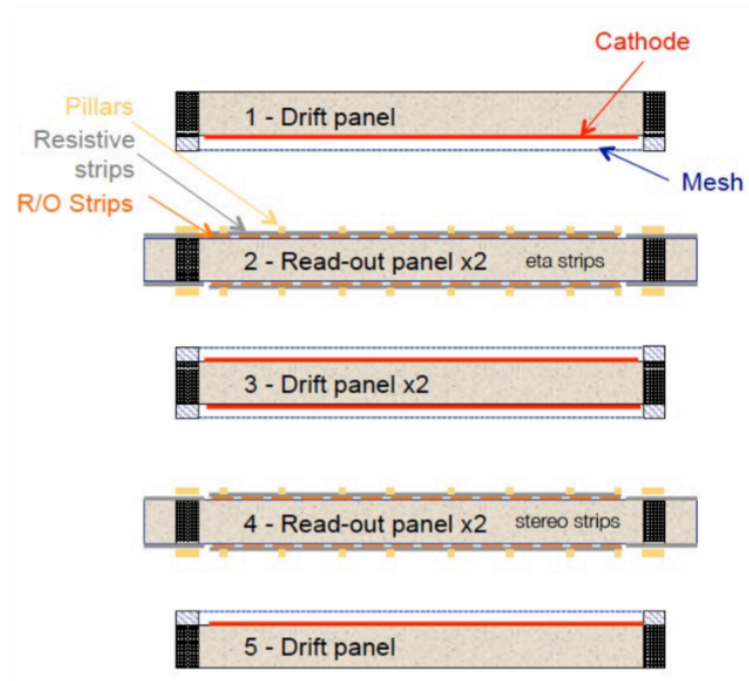 Cathode
1 - Drift panel
Pillars
Resistive
strips
R/O Strips
Mesh
2 - Read-out panel x2
eta strips
3 - Drift panel x2
4 - Read-out panel x2
stereo strips
5 - Drift panel